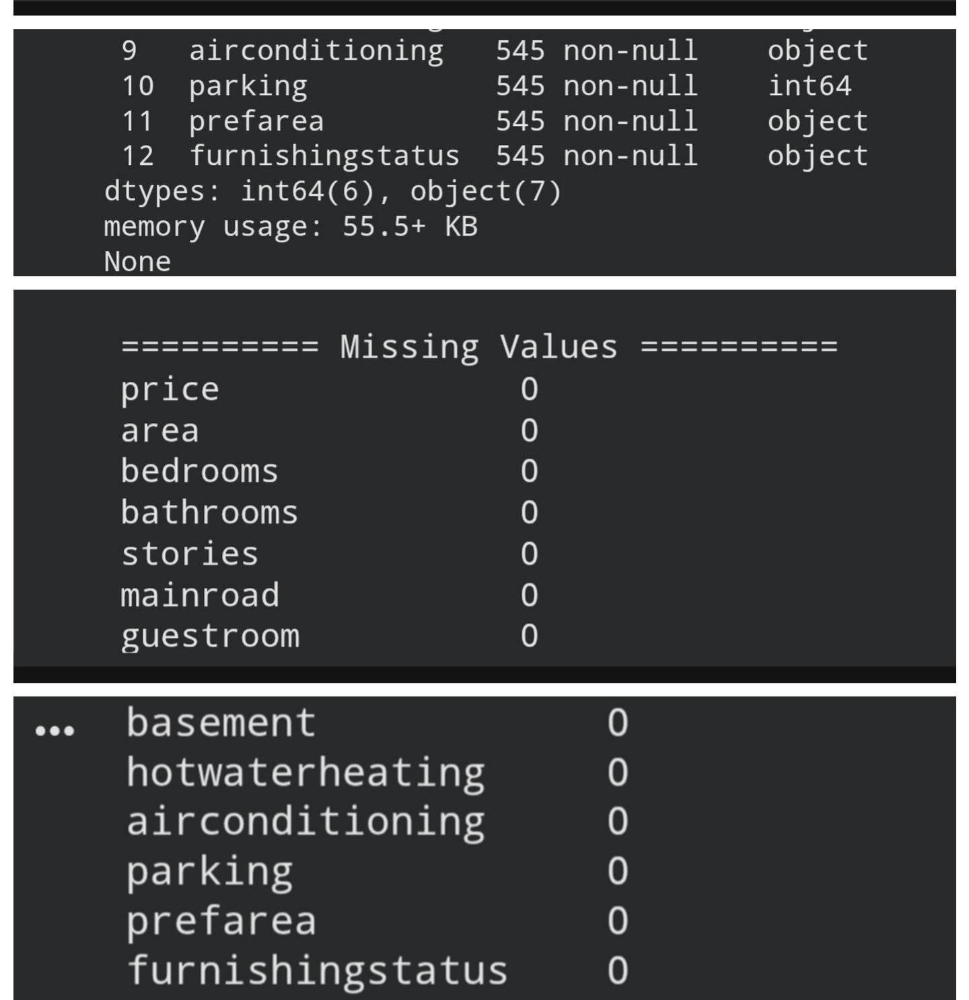 9 airconditioning 545 non-null object
10 parking 545 non-null int64
11 prefarea 545 non-null object
12 furnishingstatus 545 non-null object
dtypes: int64(6), object(7)
memory usage: 55.5+ KB
None
========== Missing Values ==========
price 0
area 0
bedrooms 0
bathrooms 0
stories 0
mainroad 0
guestroom 0
... basement 0
hotwaterheating 0
airconditioning 0
parking 0
prefarea 0
furnishingstatus 0